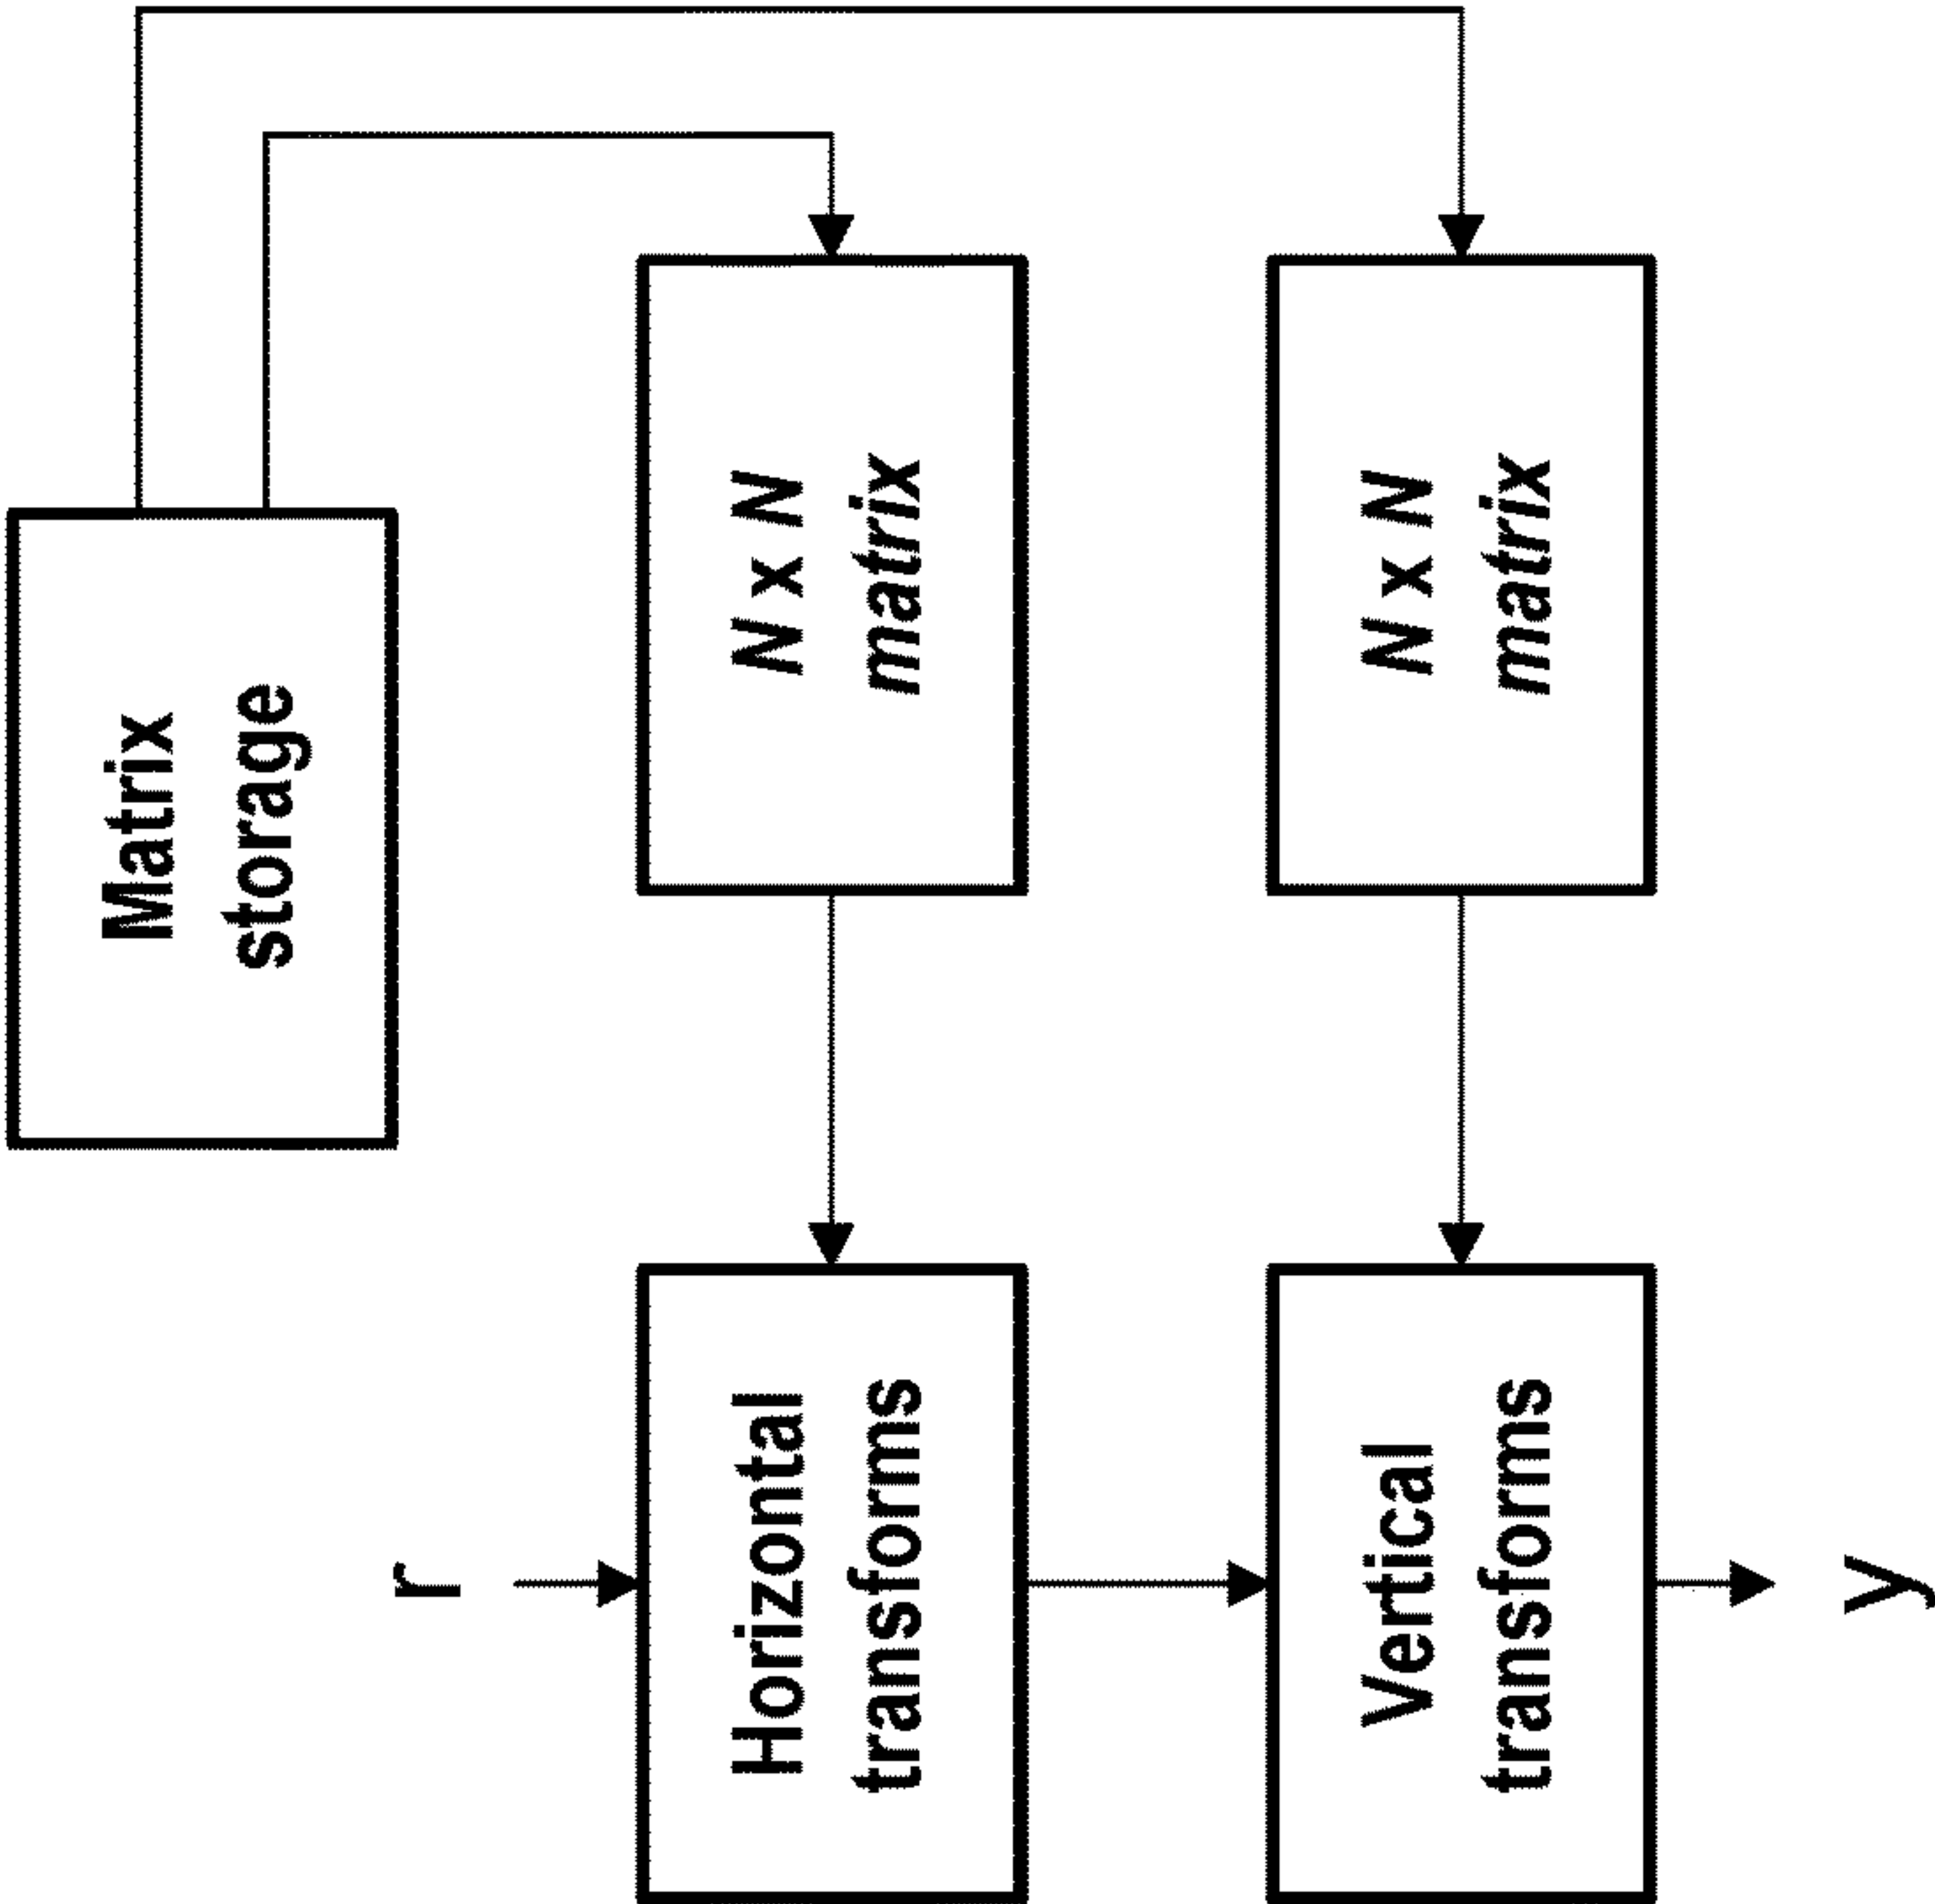 Matrix
storage
N x N
matrix
N x N
matrix
r
Horizontal
transforms
Vertical
transforms
y